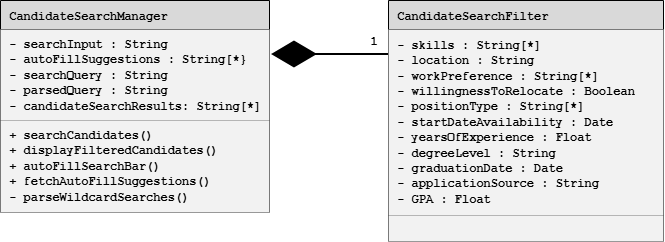 CandidateSearchManager
- searchInput : String
- autoFillSuggestions : String[*}
- searchQuery : String
- parsedQuery : String
- candidateSearchResults: String[*]
+ searchCandidates()
+ displayFilteredCandidates()
+ autoFillSearchBar()
+ fetchAutoFillSuggestions()
- parseWildcardSearches()
1
CandidateSearchFilter
- skills : String[*]
- location : String
- workPreference : String[*]
- willingnessToRelocate : Boolean
- positionType : String[*]
- startDateAvailability : Date
- yearsOfExperience : Float
- degreeLevel : String
- graduationDate : Date
- applicationSource : String
- GPA : Float